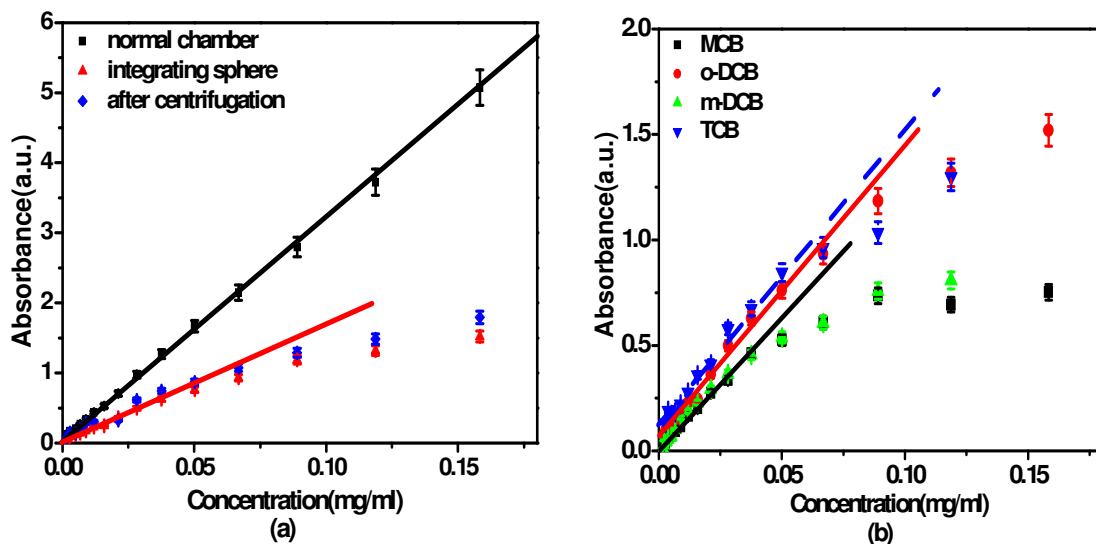 6
5
4
3
2
1
0
Absorbance(a.u.)
normal chamber
integrating sphere
after centrifugation
0.00
0.05
0.10
0.15
Concentration(mg/ml)
(a)
2.0
1.5
1.0
0.5
0.0
Absorbance(a.u.)
MCB
o-DCB
m-DCB
TCB
0.00
0.05
0.10
0.15
Concentration(mg/ml)
(b)